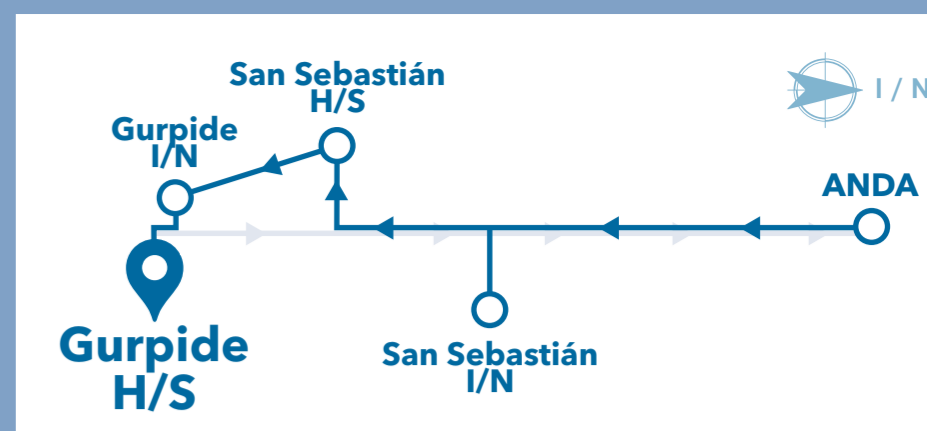 San Sebastián
H/S
I / N
Gurpide
I/N
ANDA
San Sebastián
I/N
Gurpide
H/S